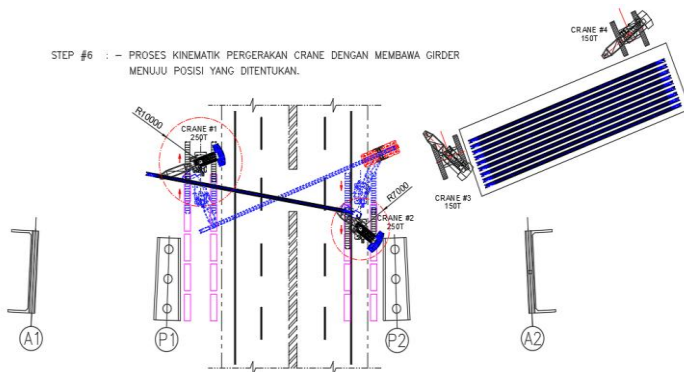 STEP #6 : - PROSES KINEMATIK PERGERAKAN CRANE DENGAN MEMBAWA GIRDER
MENUJU POSISI YANG DITENTUKAN.
CRANE #4
150T
R10000
CRANE #1
250T
CRANE #3
150T
R7000
CRANE #2
250T
A1
P1
P2
A2